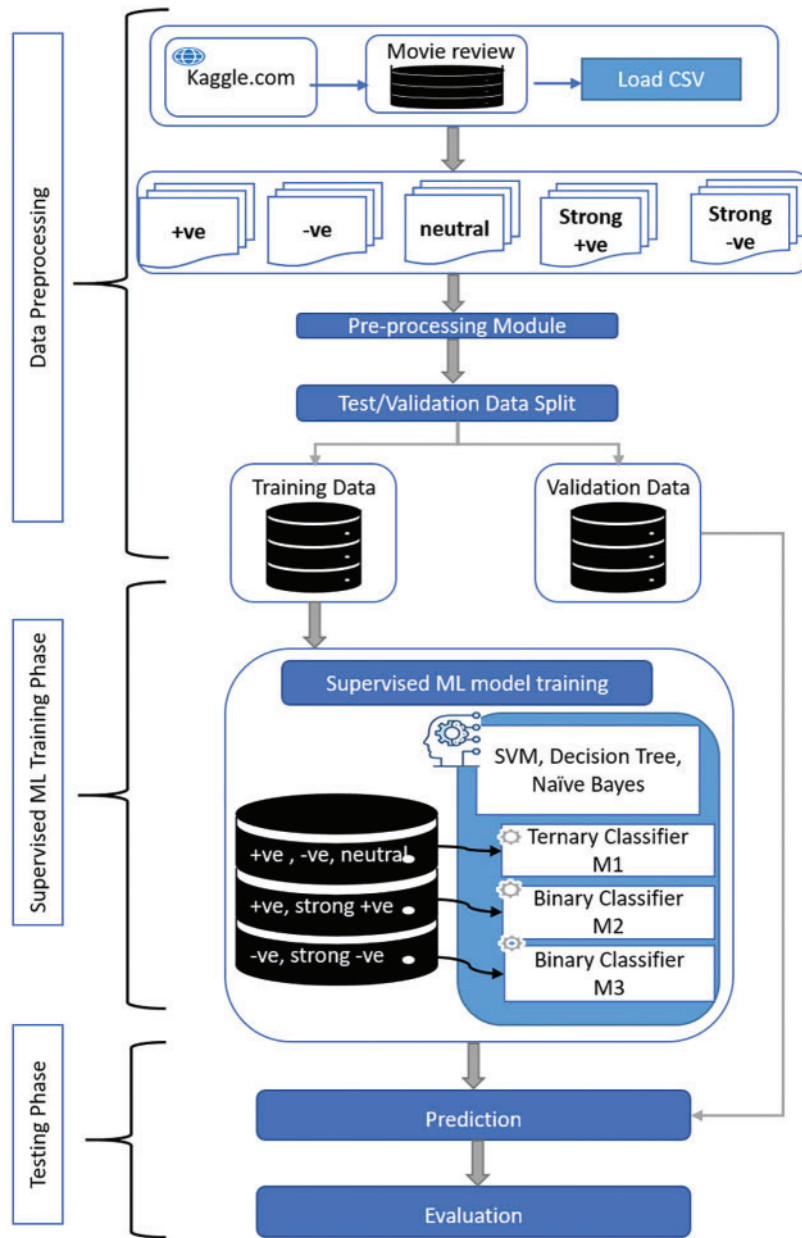 Data Preprocessing
Kaggle.com
Movie review
Load CSV
+ve
-ve
neutral
Strong
+ve
Strong
-ve
Pre-processing Module
Test/Validation Data Split
Training Data
Validation Data
Supervised ML Training Phase
Supervised ML model training
SVM, Decision Tree,
Naïve Bayes
+ve , -ve, neutral
Ternary Classifier
M1
+ve, strong +ve
Binary Classifier
M2
-ve, strong -ve
Binary Classifier
M3
Testing Phase
Prediction
Evaluation